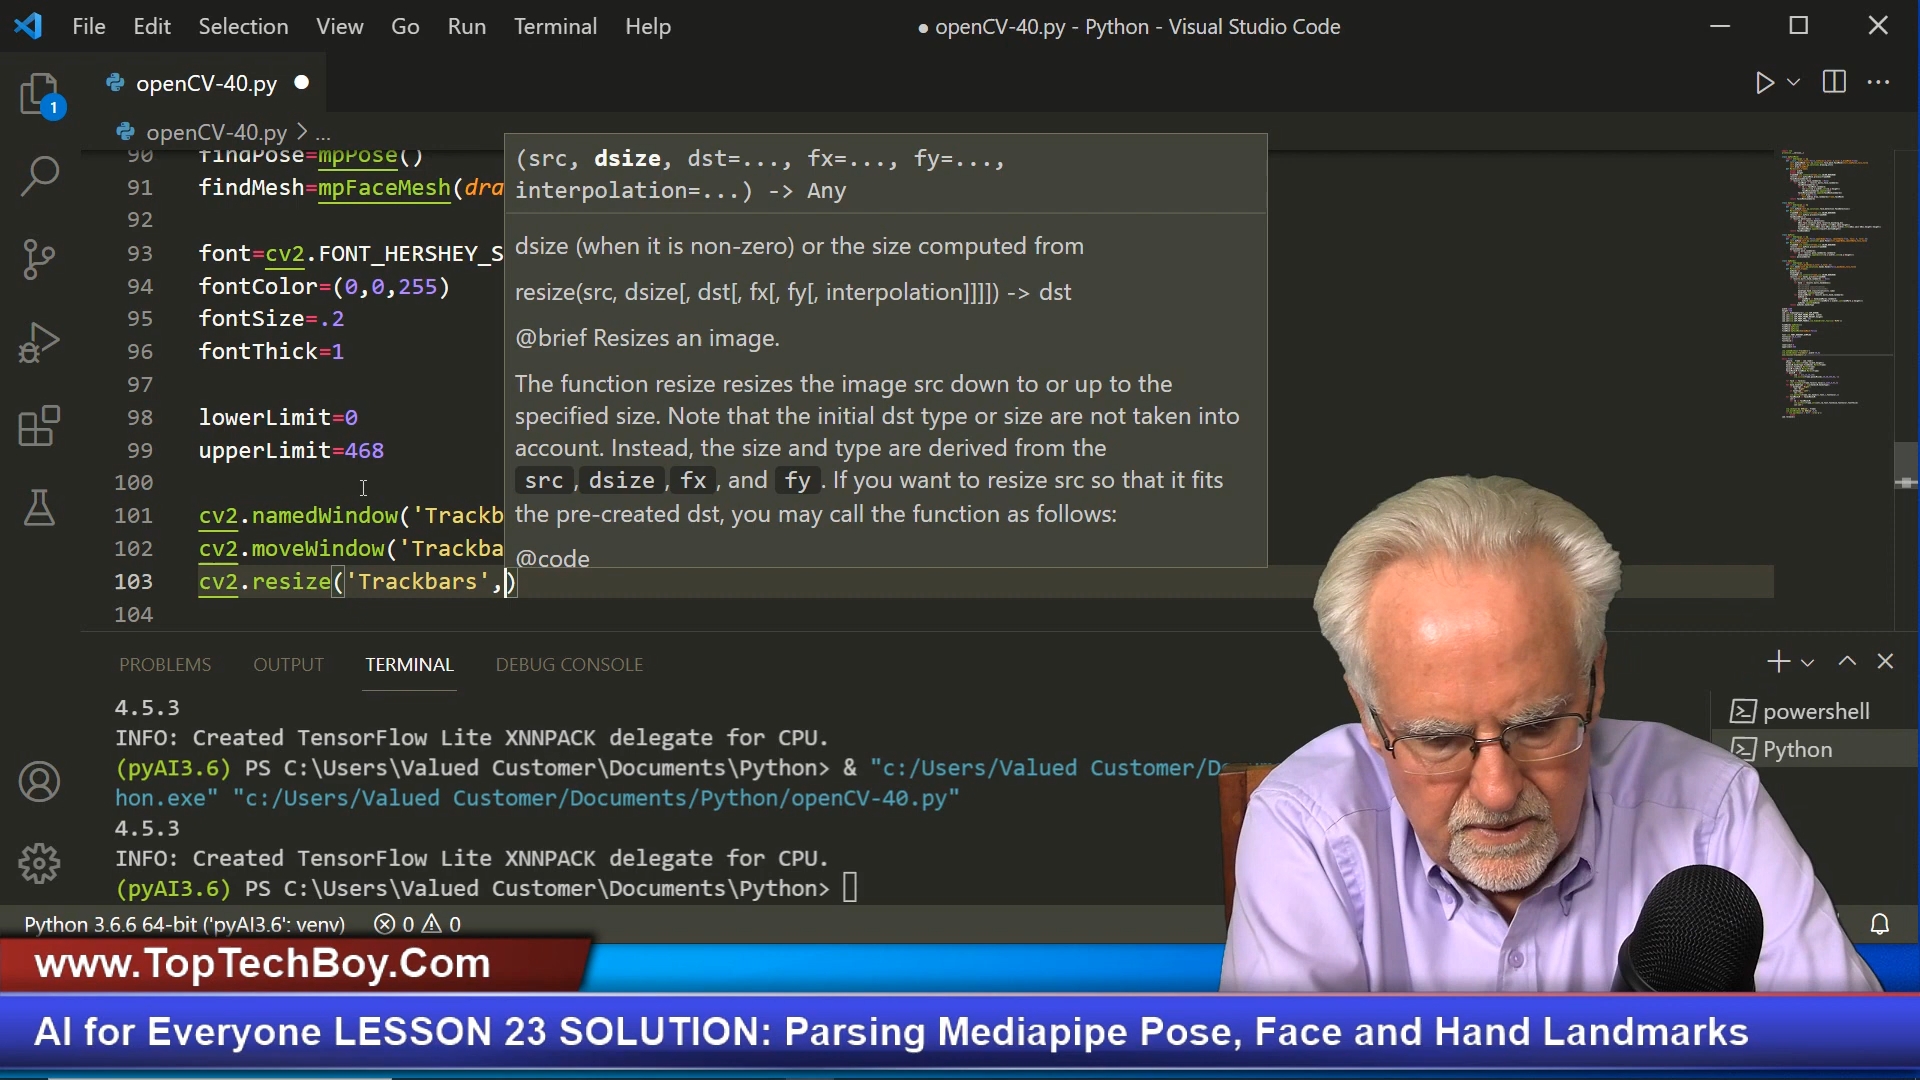 File Edit Selection View Go Run Terminal Help
● openCV-40.py - Python - Visual Studio Code
openCV-40.py
1
openCV-40.py > ...
90 findPose=mpPose()
91 findMesh=mpFaceMesh(dra
92
93 font=cv2.FONT_HERSHEY_S
94 fontColor=(0,0,255)
95 fontSize=.2
96 fontThick=1
97
98 lowerLimit=0
99 upperLimit=468
100
101 cv2.namedWindow('Trackb
102 cv2.moveWindow('Trackba
103 cv2.resize('Trackbars',)
104
(src, dsize, dst=..., fx=..., fy=...,
interpolation=...) -> Any
dsize (when it is non-zero) or the size computed from
resize(src, dsize[, dst[, fx[, fy[, interpolation]]]]) -> dst
@brief Resizes an image.
The function resize resizes the image src down to or up to the
specified size. Note that the initial dst type or size are not taken into
account. Instead, the size and type are derived from the
src,dsize,fx, and fy. If you want to resize src so that it fits
the pre-created dst, you may call the function as follows:
@code
PROBLEMS OUTPUT TERMINAL DEBUG CONSOLE
4.5.3
INFO: Created TensorFlow Lite XNNPACK delegate for CPU.
(pyAI3.6) PS C:\Users\Valued Customer\Documents\Python> & "c:/Users/Valued Customer/D
hon.exe" "c:/Users/Valued Customer/Documents/Python/openCV-40.py"
4.5.3
INFO: Created TensorFlow Lite XNNPACK delegate for CPU.
(pyAI3.6) PS C:\Users\Valued Customer\Documents\Python>
powershell
Python
Python 3.6.6 64-bit ('pyAI3.6': venv) 0 0
www.TopTechBoy.Com
AI for Everyone LESSON 23 SOLUTION: Parsing Mediapipe Pose, Face and Hand Landmarks